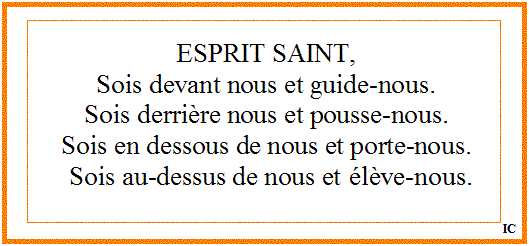 ESPRIT SAINT,
Sois devant nous et guide-nous.
Sois derrière nous et pousse-nous.
Sois en dessous de nous et porte-nous.
Sois au-dessus de nous et élève-nous.
IC